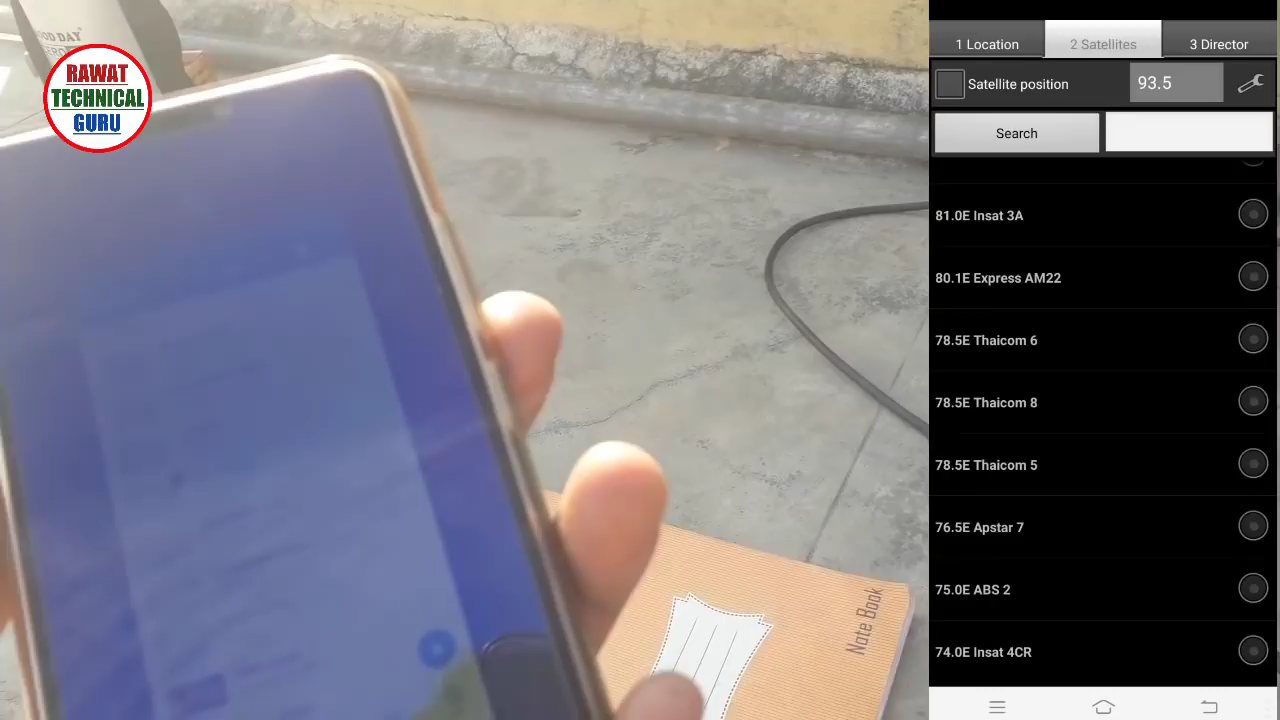 OOD DAY
RAWAT
TECHNICAL
GURU
1 Location
2 Satellites
3 Director
Satellite position
93.5
Search
81.0E Insat 3A
80.1E Express AM22
78.5E Thaicom 6
78.5E Thaicom 8
78.5E Thaicom 5
76.5E Apstar 7
75.0E ABS 2
74.0E Insat 4CR
Note Book